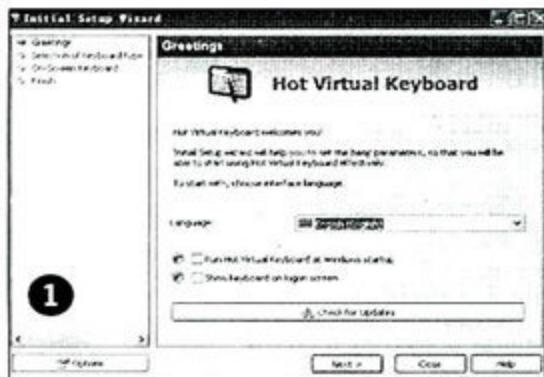 Initial Setup Wizard
Greetings
Selection of Keyboard Type
On-Screen Keyboard
Finish
Greetings
Hot Virtual Keyboard
Hot Virtual Keyboard welcomes you!
Initial Setup wizard will help you to set the basic parameters, so that you will be
able to start using Hot Virtual Keyboard effectively.
To start with, choose interface language.
Language:
Run Hot Virtual Keyboard at Windows startup
Show keyboard on logon screen
Check for Updates
1
Options
Next >
Close
Help